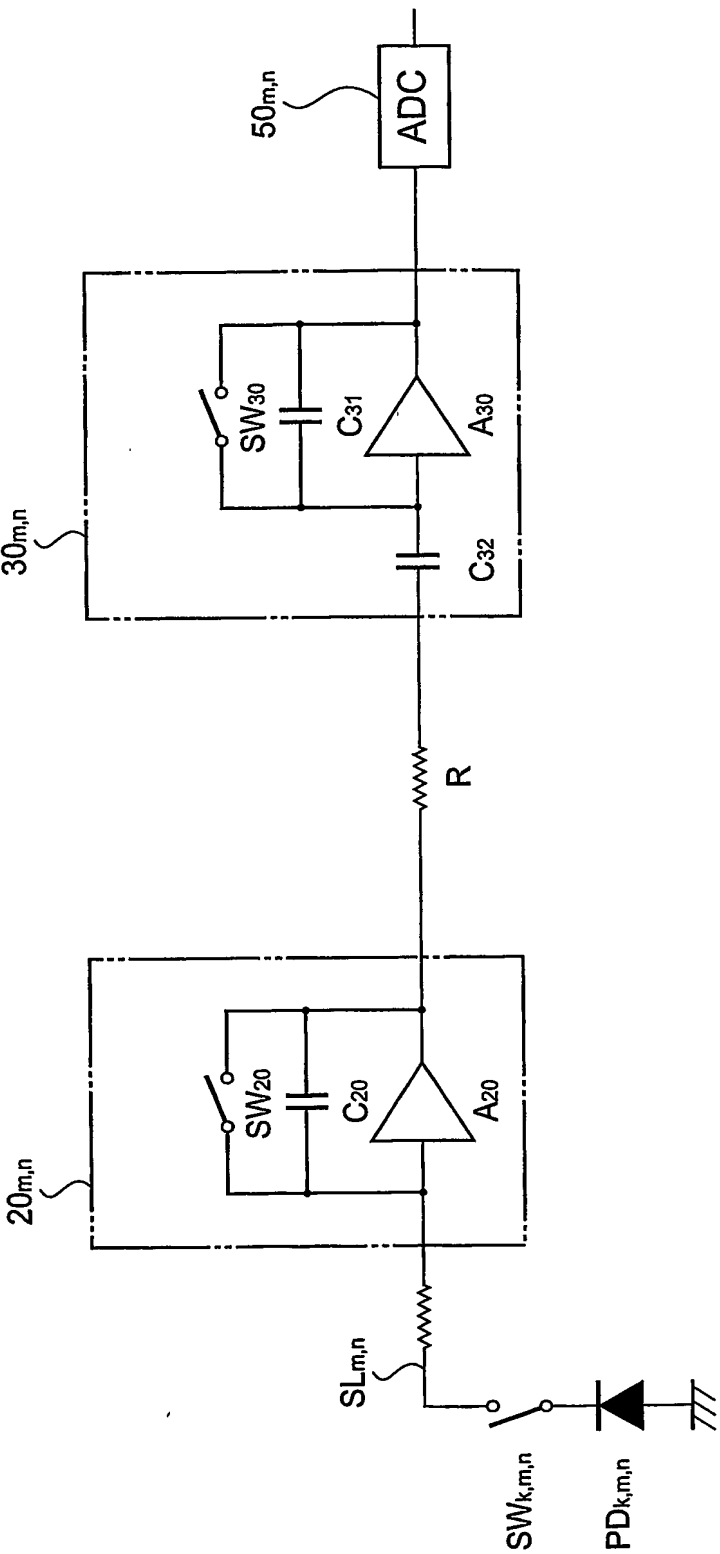 50m,n
ADC
30m,n
SW30
C31
A30
C32
R
20m,n
SW20
C20
A20
SLm,n
SWk,m,n
PDk,m,n